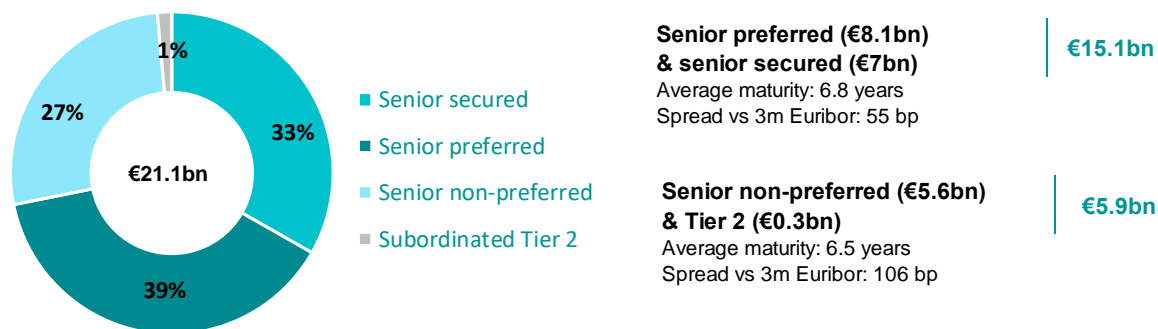 1%
27%
33%
€21.1bn
39%
Senior secured
Senior preferred
Senior non-preferred
Subordinated Tier 2
Senior preferred (€8.1bn)
& senior secured (€7bn)
Average maturity: 6.8 years
Spread vs 3m Euribor: 55 bp
€15.1bn
Senior non-preferred (€5.6bn)
& Tier 2 (€0.3bn)
Average maturity: 6.5 years
Spread vs 3m Euribor: 106 bp
€5.9bn